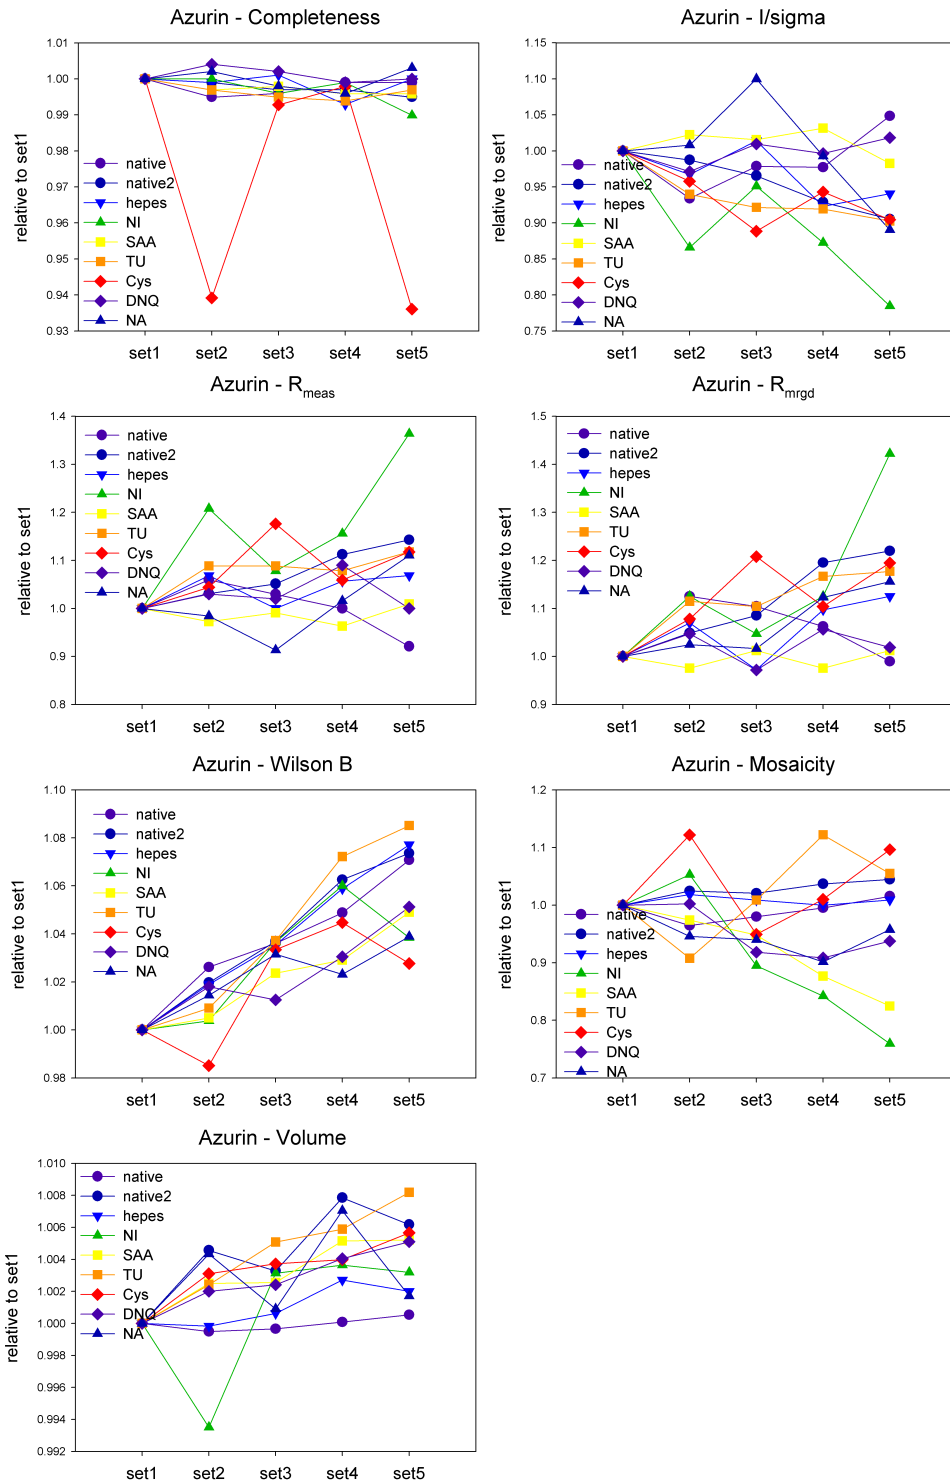 Azurin - Completeness
1.01
1.00
0.99
0.98
0.97
0.96
0.95
0.94
0.93
relative to set1
native
native2
hepes
NI
SAA
TU
Cys
DNQ
NA
set1 set2 set3 set4 set5
Azurin - I/sigma
1.15
1.10
1.05
1.00
0.95
0.90
0.85
0.80
0.75
relative to set1
native
native2
hepes
NI
SAA
TU
Cys
DNQ
NA
set1 set2 set3 set4 set5
Azurin - Rmeas
1.4
1.3
1.2
1.1
1.0
0.9
0.8
relative to set1
native
native2
hepes
NI
SAA
TU
Cys
DNQ
NA
set1 set2 set3 set4 set5
Azurin - Rmrgd
1.5
1.4
1.3
1.2
1.1
1.0
0.9
relative to set1
native
native2
hepes
NI
SAA
TU
Cys
DNQ
NA
set1 set2 set3 set4 set5
Azurin - Wilson B
1.10
1.08
1.06
1.04
1.02
1.00
0.98
relative to set1
native
native2
hepes
NI
SAA
TU
Cys
DNQ
NA
set1 set2 set3 set4 set5
Azurin - Mosaicity
1.2
1.1
1.0
0.9
0.8
0.7
relative to set1
native
native2
hepes
NI
SAA
TU
Cys
DNQ
NA
set1 set2 set3 set4 set5
Azurin - Volume
1.010
1.008
1.006
1.004
1.002
1.000
0.998
0.996
0.994
0.992
relative to set1
native
native2
hepes
NI
SAA
TU
Cys
DNQ
NA
set1 set2 set3 set4 set5